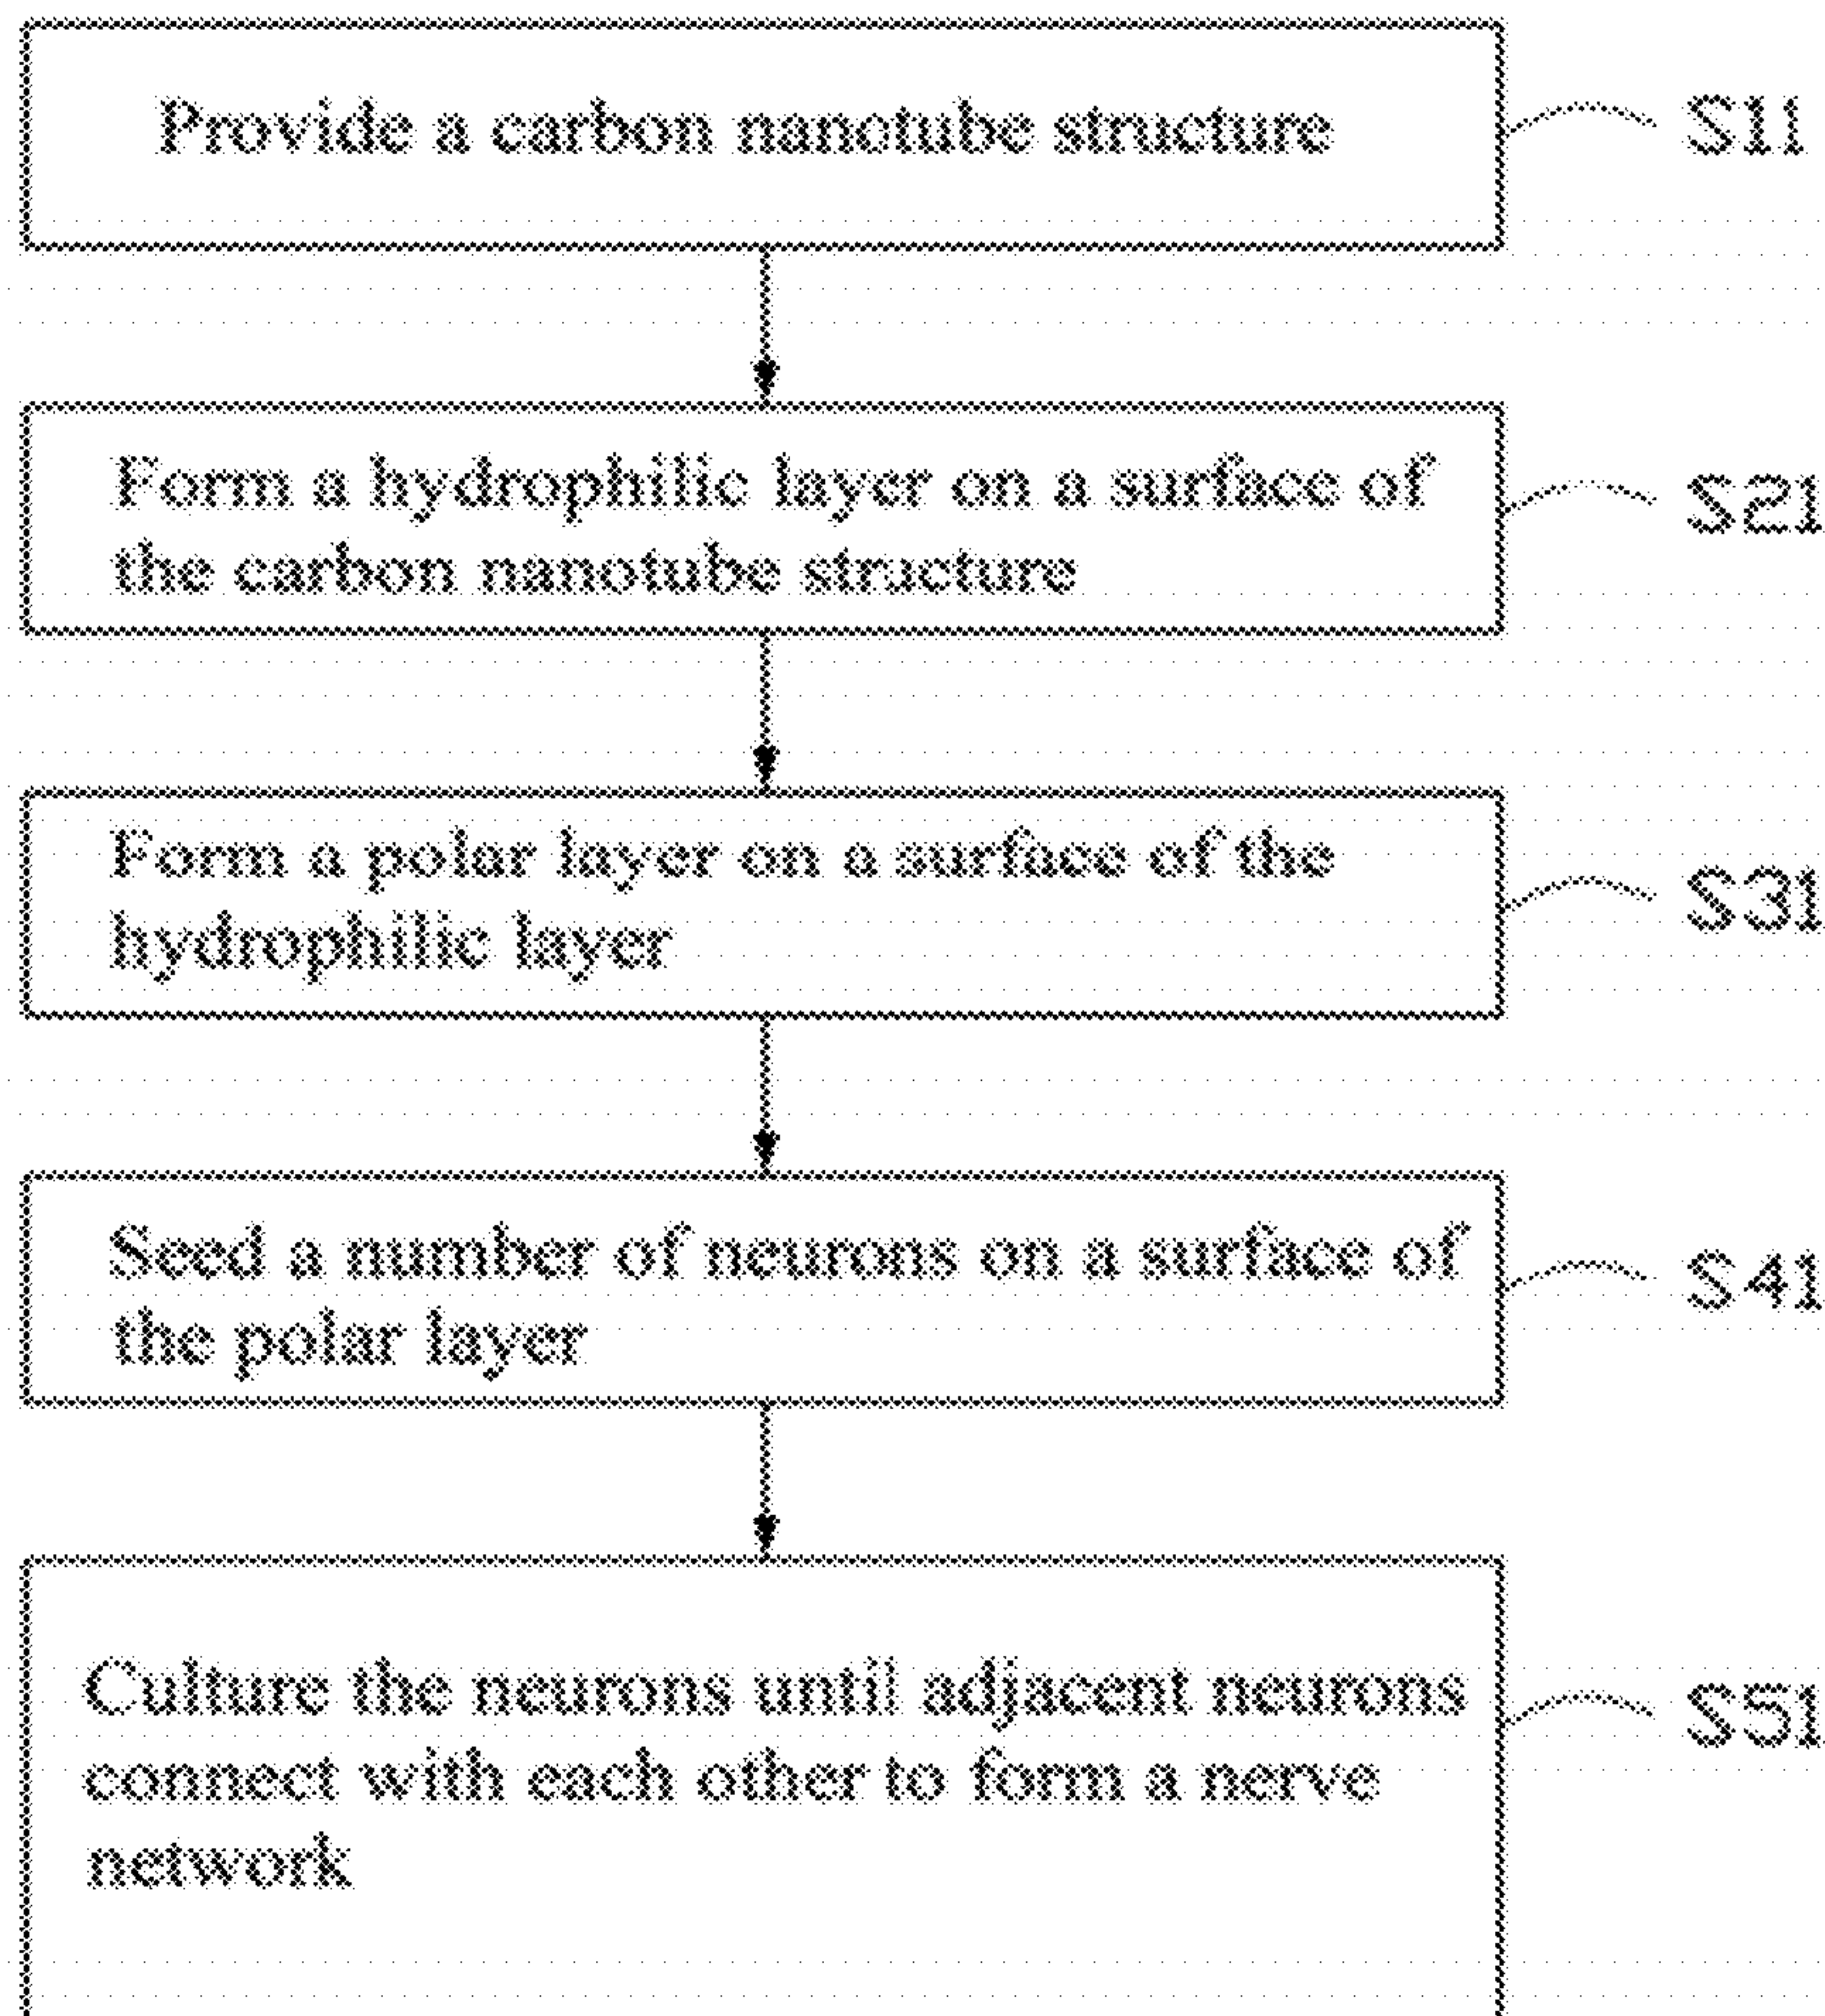 Provide a carbon nanotube structure
S11
Form a hydrophilic layer on a surface of
the carbon nanotube structure
S21
Form a polar layer on a surface of the
hydrophilic layer
S31
Seed a number of neurons on a surface of
the polar layer
S41
Culture the neurons until adjacent neurons
connect with each other to form a nerve
network
S51